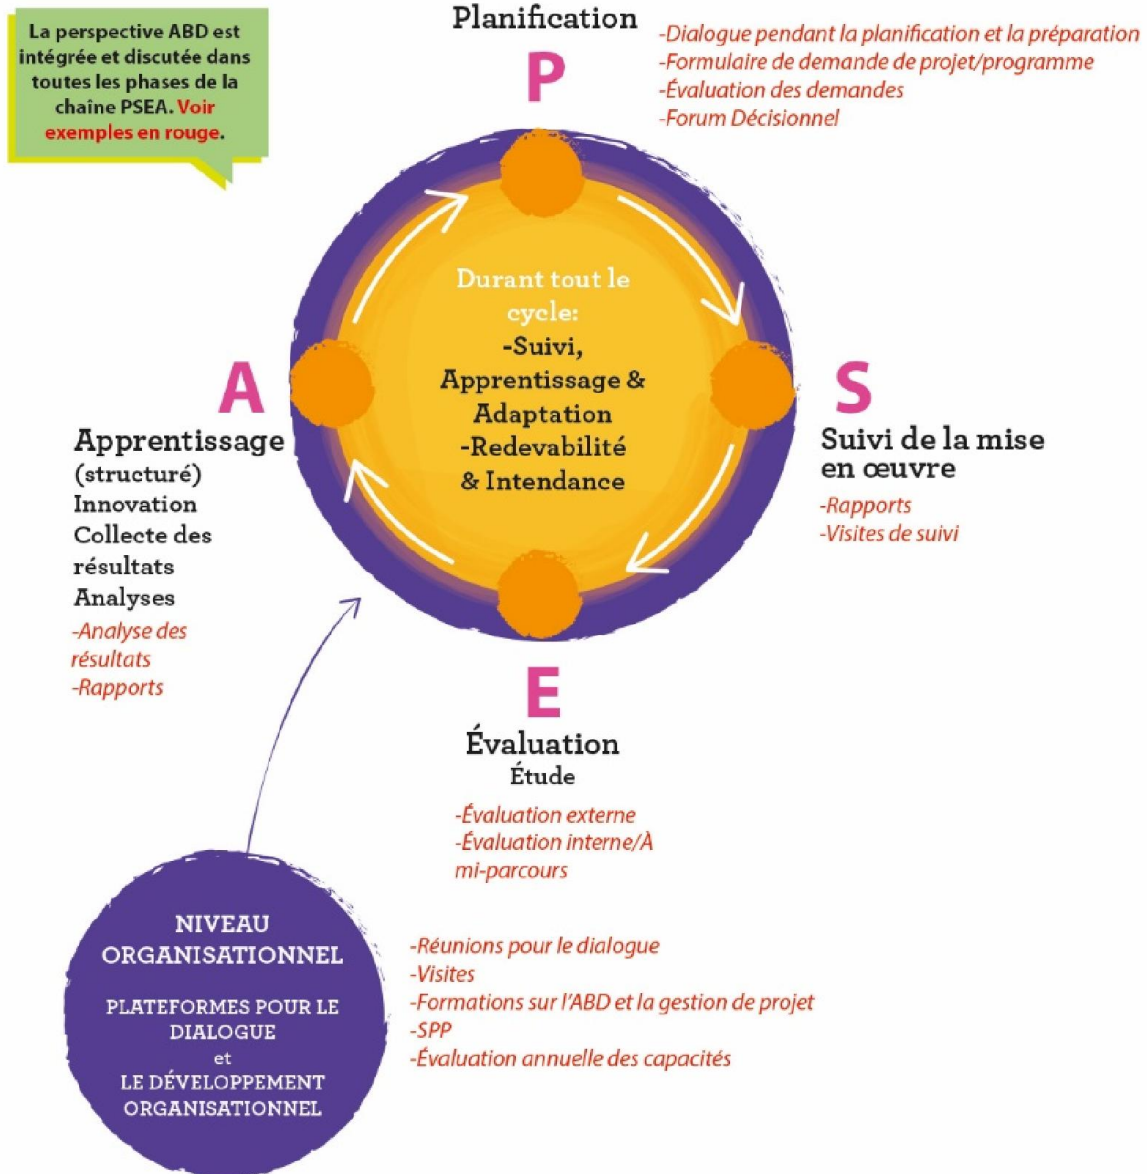 La perspective ABD est
intégrée et discutée dans
toutes les phases de la
chaîne PSEA. Voir
exemples en rouge.
Planification
P
-Dialogue pendant la planification et la préparation
-Formulaire de demande de projet/programme
-Évaluation des demandes
-Forum Décisionnel
Durant tout le
cycle:
-Suivi,
Apprentissage &
Adaptation
-Redevabilité
& Intendance
A
Apprentissage
(structuré)
Innovation
Collecte des
résultats
Analyses
-Analyse des
résultats
-Rapports
S
Suivi de la mise
en œuvre
-Rapports
-Visites de suivi
E
Évaluation
Étude
-Évaluation externe
-Évaluation interne/À
mi-parcours
NIVEAU
ORGANISATIONNEL
PLATEFORMES POUR LE
DIALOGUE
et
LE DÉVELOPPEMENT
ORGANISATIONNEL
-Réunions pour le dialogue
-Visites
-Formations sur l'ABD et la gestion de projet
-SPP
-Évaluation annuelle des capacités